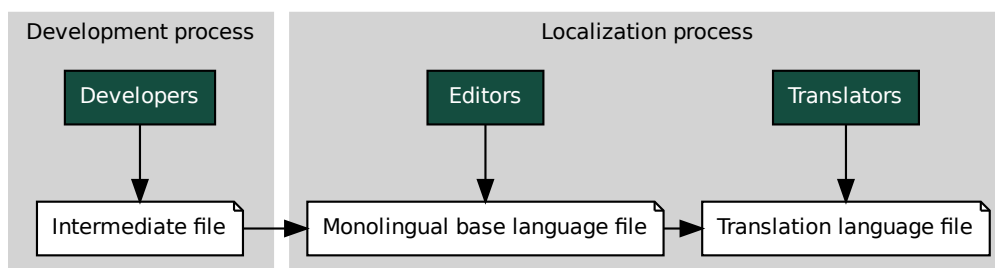 Development process
Localization process
Developers
Editors
Translators
Intermediate file
Monolingual base language file
Translation language file